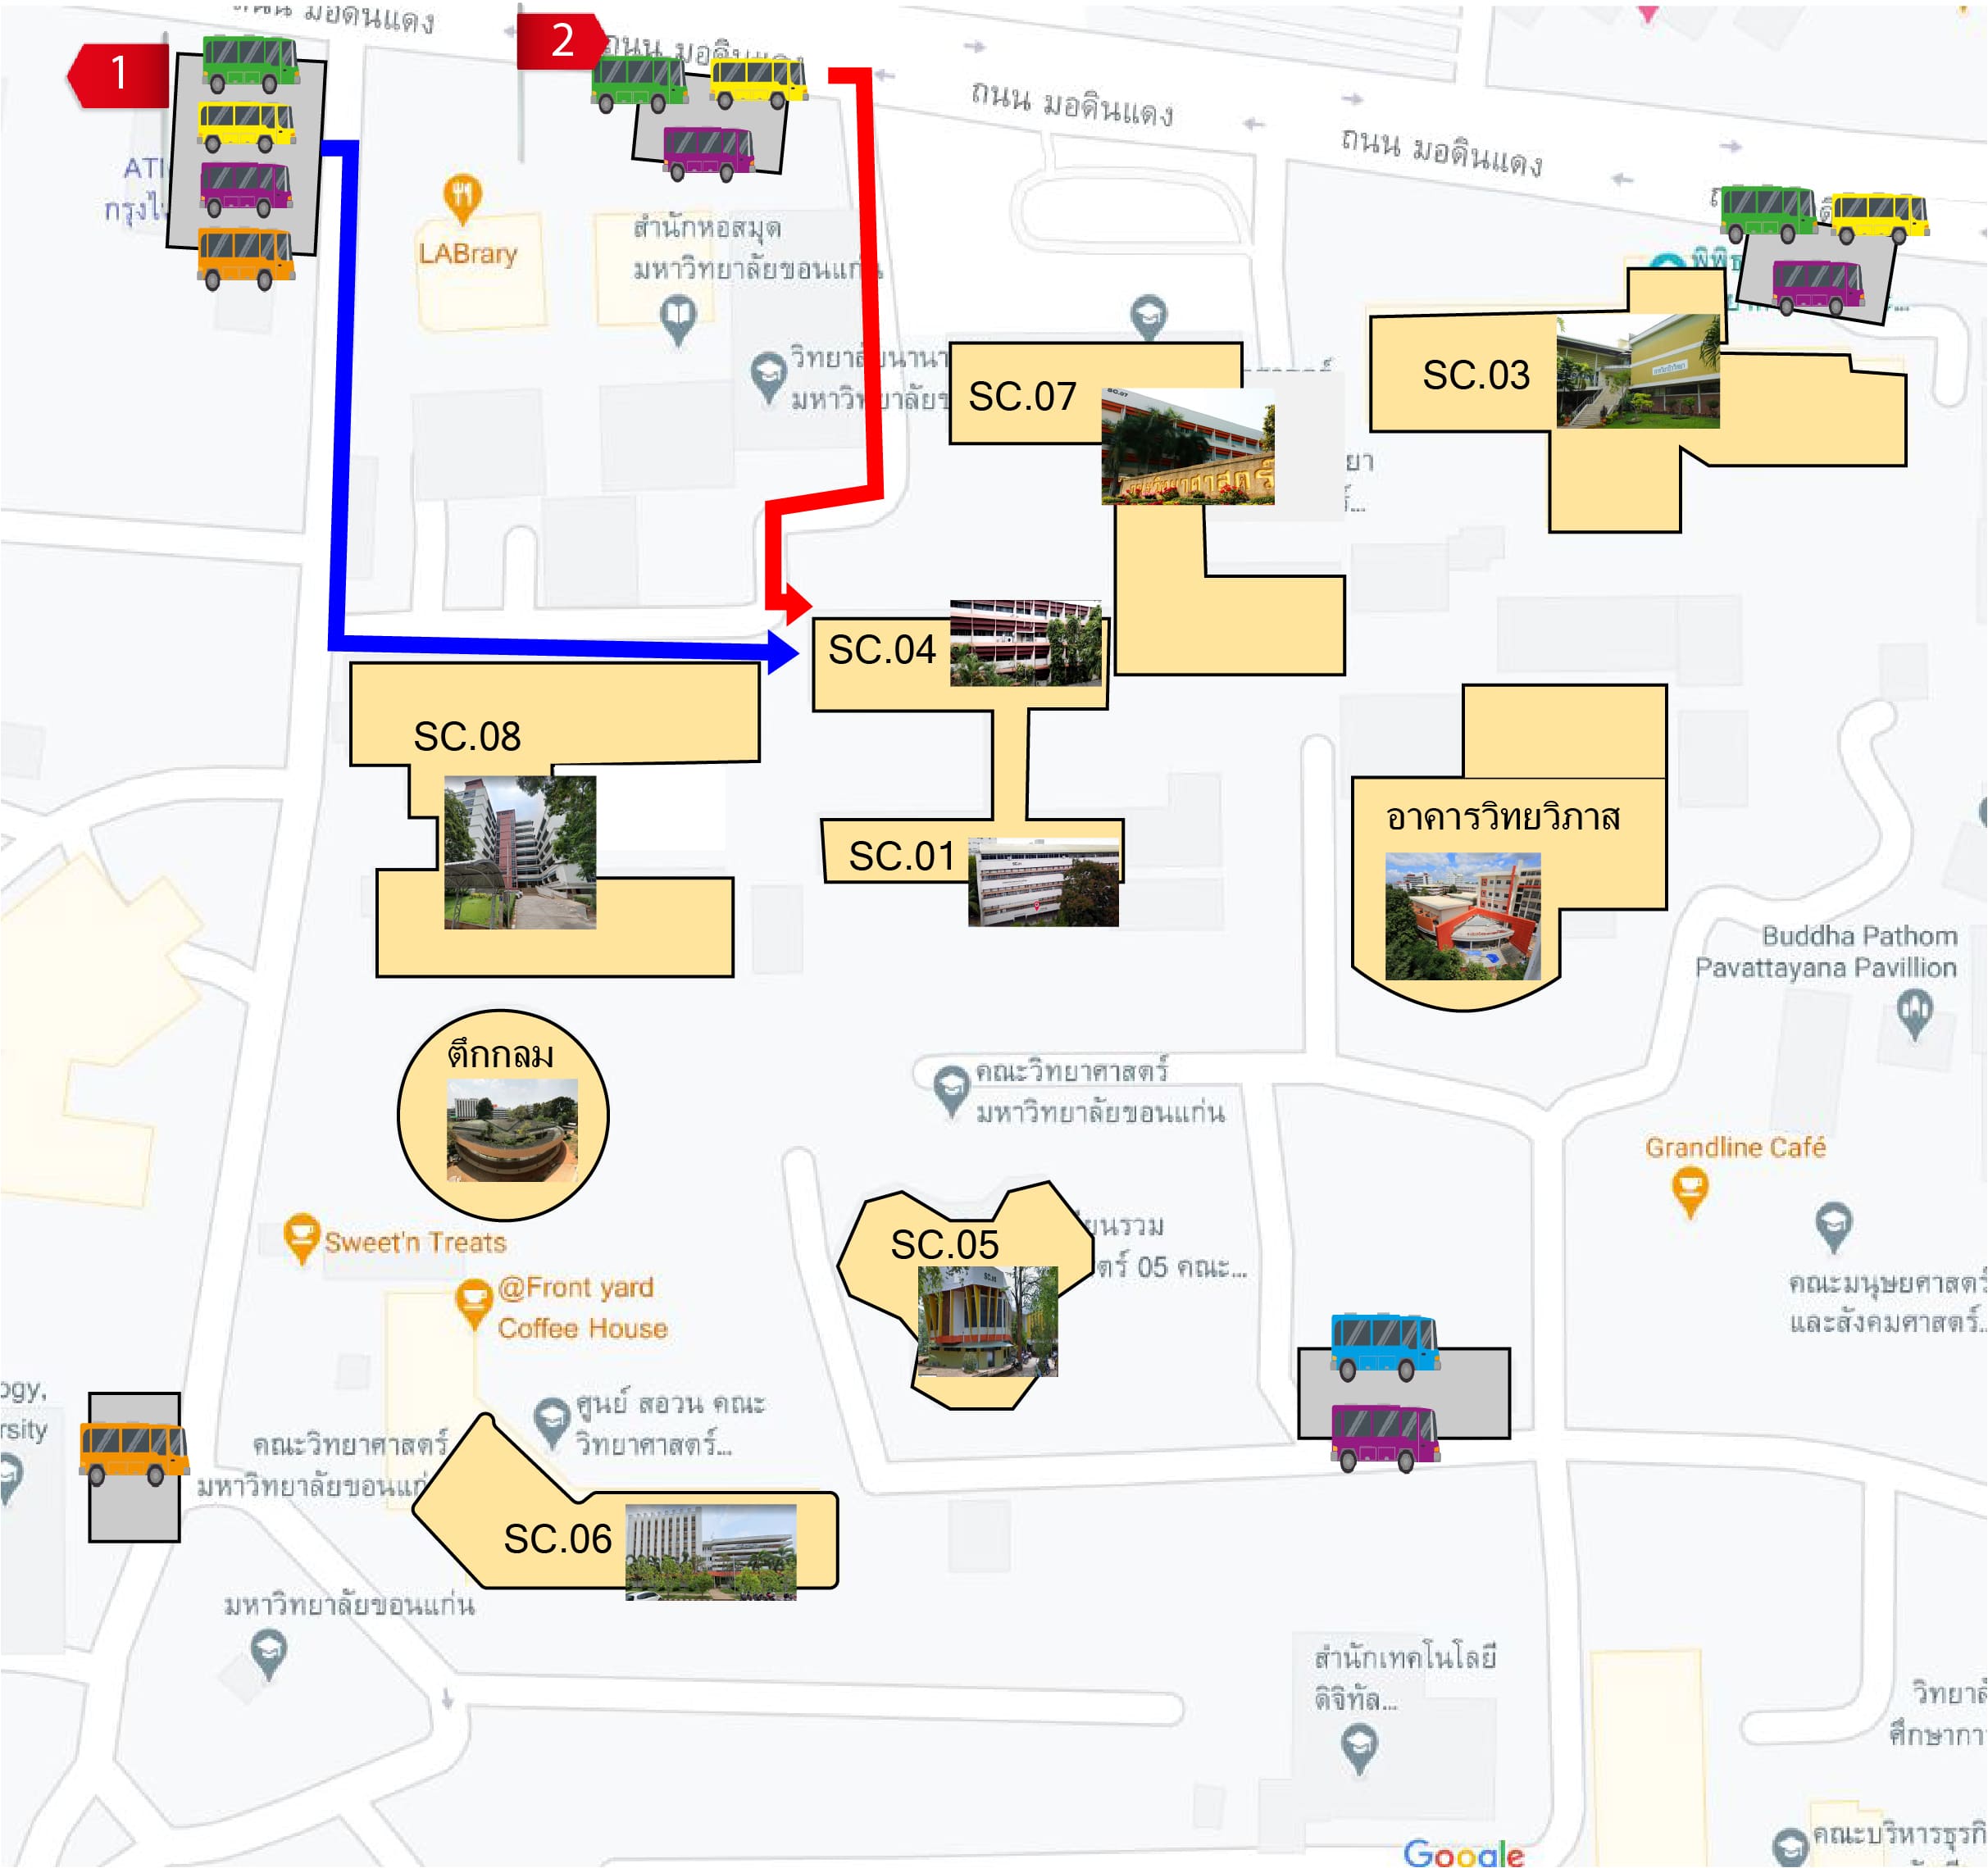 ถนน มอดินแดง
1
2
ถนน มอดินแดง
ถนน มอดินแดง
ถนน มอดินแดง
ATI
กรุงไท
LABrary
สำนักหอสมุด
มหาวิทยาลัยขอนแก่น
พิพิธ
วิทยาลัยนานา
มหาวิทยาลัยข
SC.07
SC.03
ยา
ร์...
SC.04
SC.08
SC.01
อาคารวิทยวิภาส
Buddha Pathom
Pavattayana Pavillion
ตึกกลม
คณะวิทยาศาสตร์
มหาวิทยาลัยขอนแก่น
Grandline Café
Sweet'n Treats
SC.05
ยนรวม
ตร์ 05 คณะ...
@Front yard
Coffee House
คณะมนุษยศาสตร์
และสังคมศาสตร์...
ogy,
rsity
ศูนย์ สอวน คณะ
วิทยาศาสตร์...
คณะวิทยาศาสตร์
มหาวิทยาลัยขอนแก่
SC.06
มหาวิทยาลัยขอนแก่น
สำนักเทคโนโลยี
ดิจิทัล...
วิทยาลั
ศึกษากา
คณะบริหารธุรกิ
Google